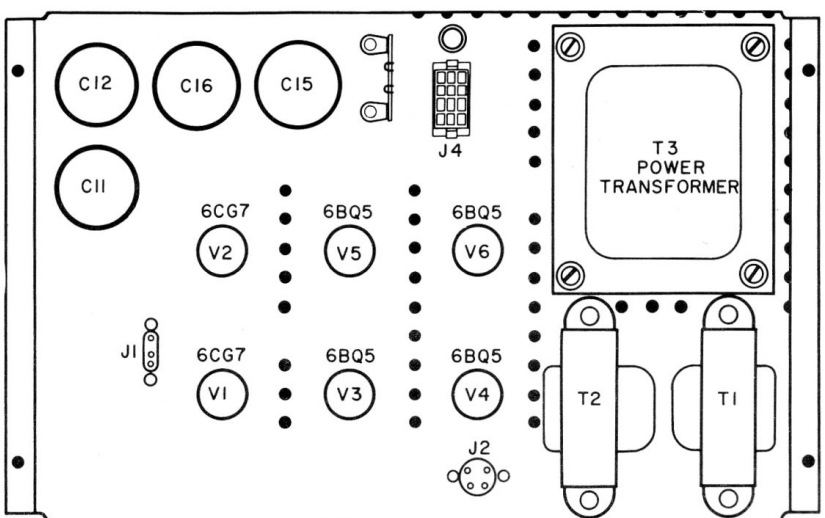 C12
C16
C15
J4
T3
POWER
TRANSFORMER
C11
6CG7
6BQ5
6BQ5
V2
V5
V6
J1
6CG7
6BQ5
6BQ5
V1
V3
V4
T2
T1
J2